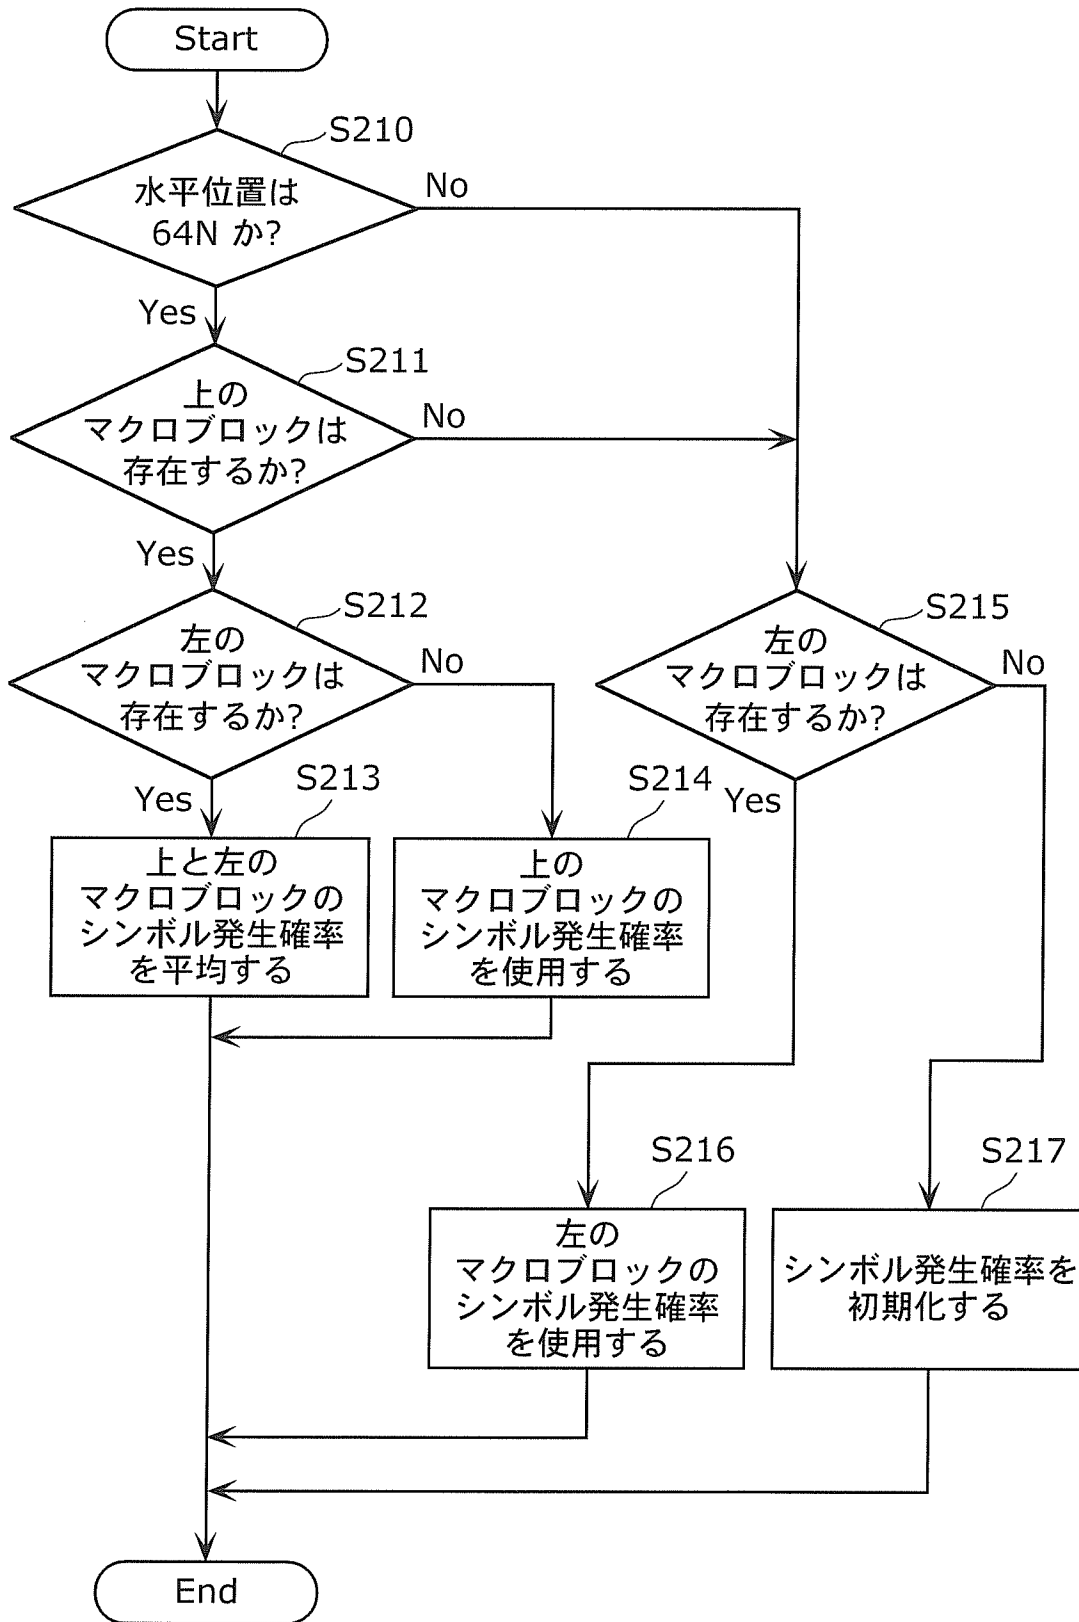 Start
S210
水平位置は
64N か?
No
Yes
S211
上の
マクロブロックは
存在するか?
No
Yes
S212
左の
マクロブロックは
存在するか?
No
Yes
S215
左の
マクロブロックは
存在するか?
No
Yes
S213
上と左の
マクロブロックの
シンボル発生確率
を平均する
S214
上の
マクロブロックの
シンボル発生確率
を使用する
S216
左の
マクロブロックの
シンボル発生確率
を使用する
S217
シンボル発生確率を
初期化する
End